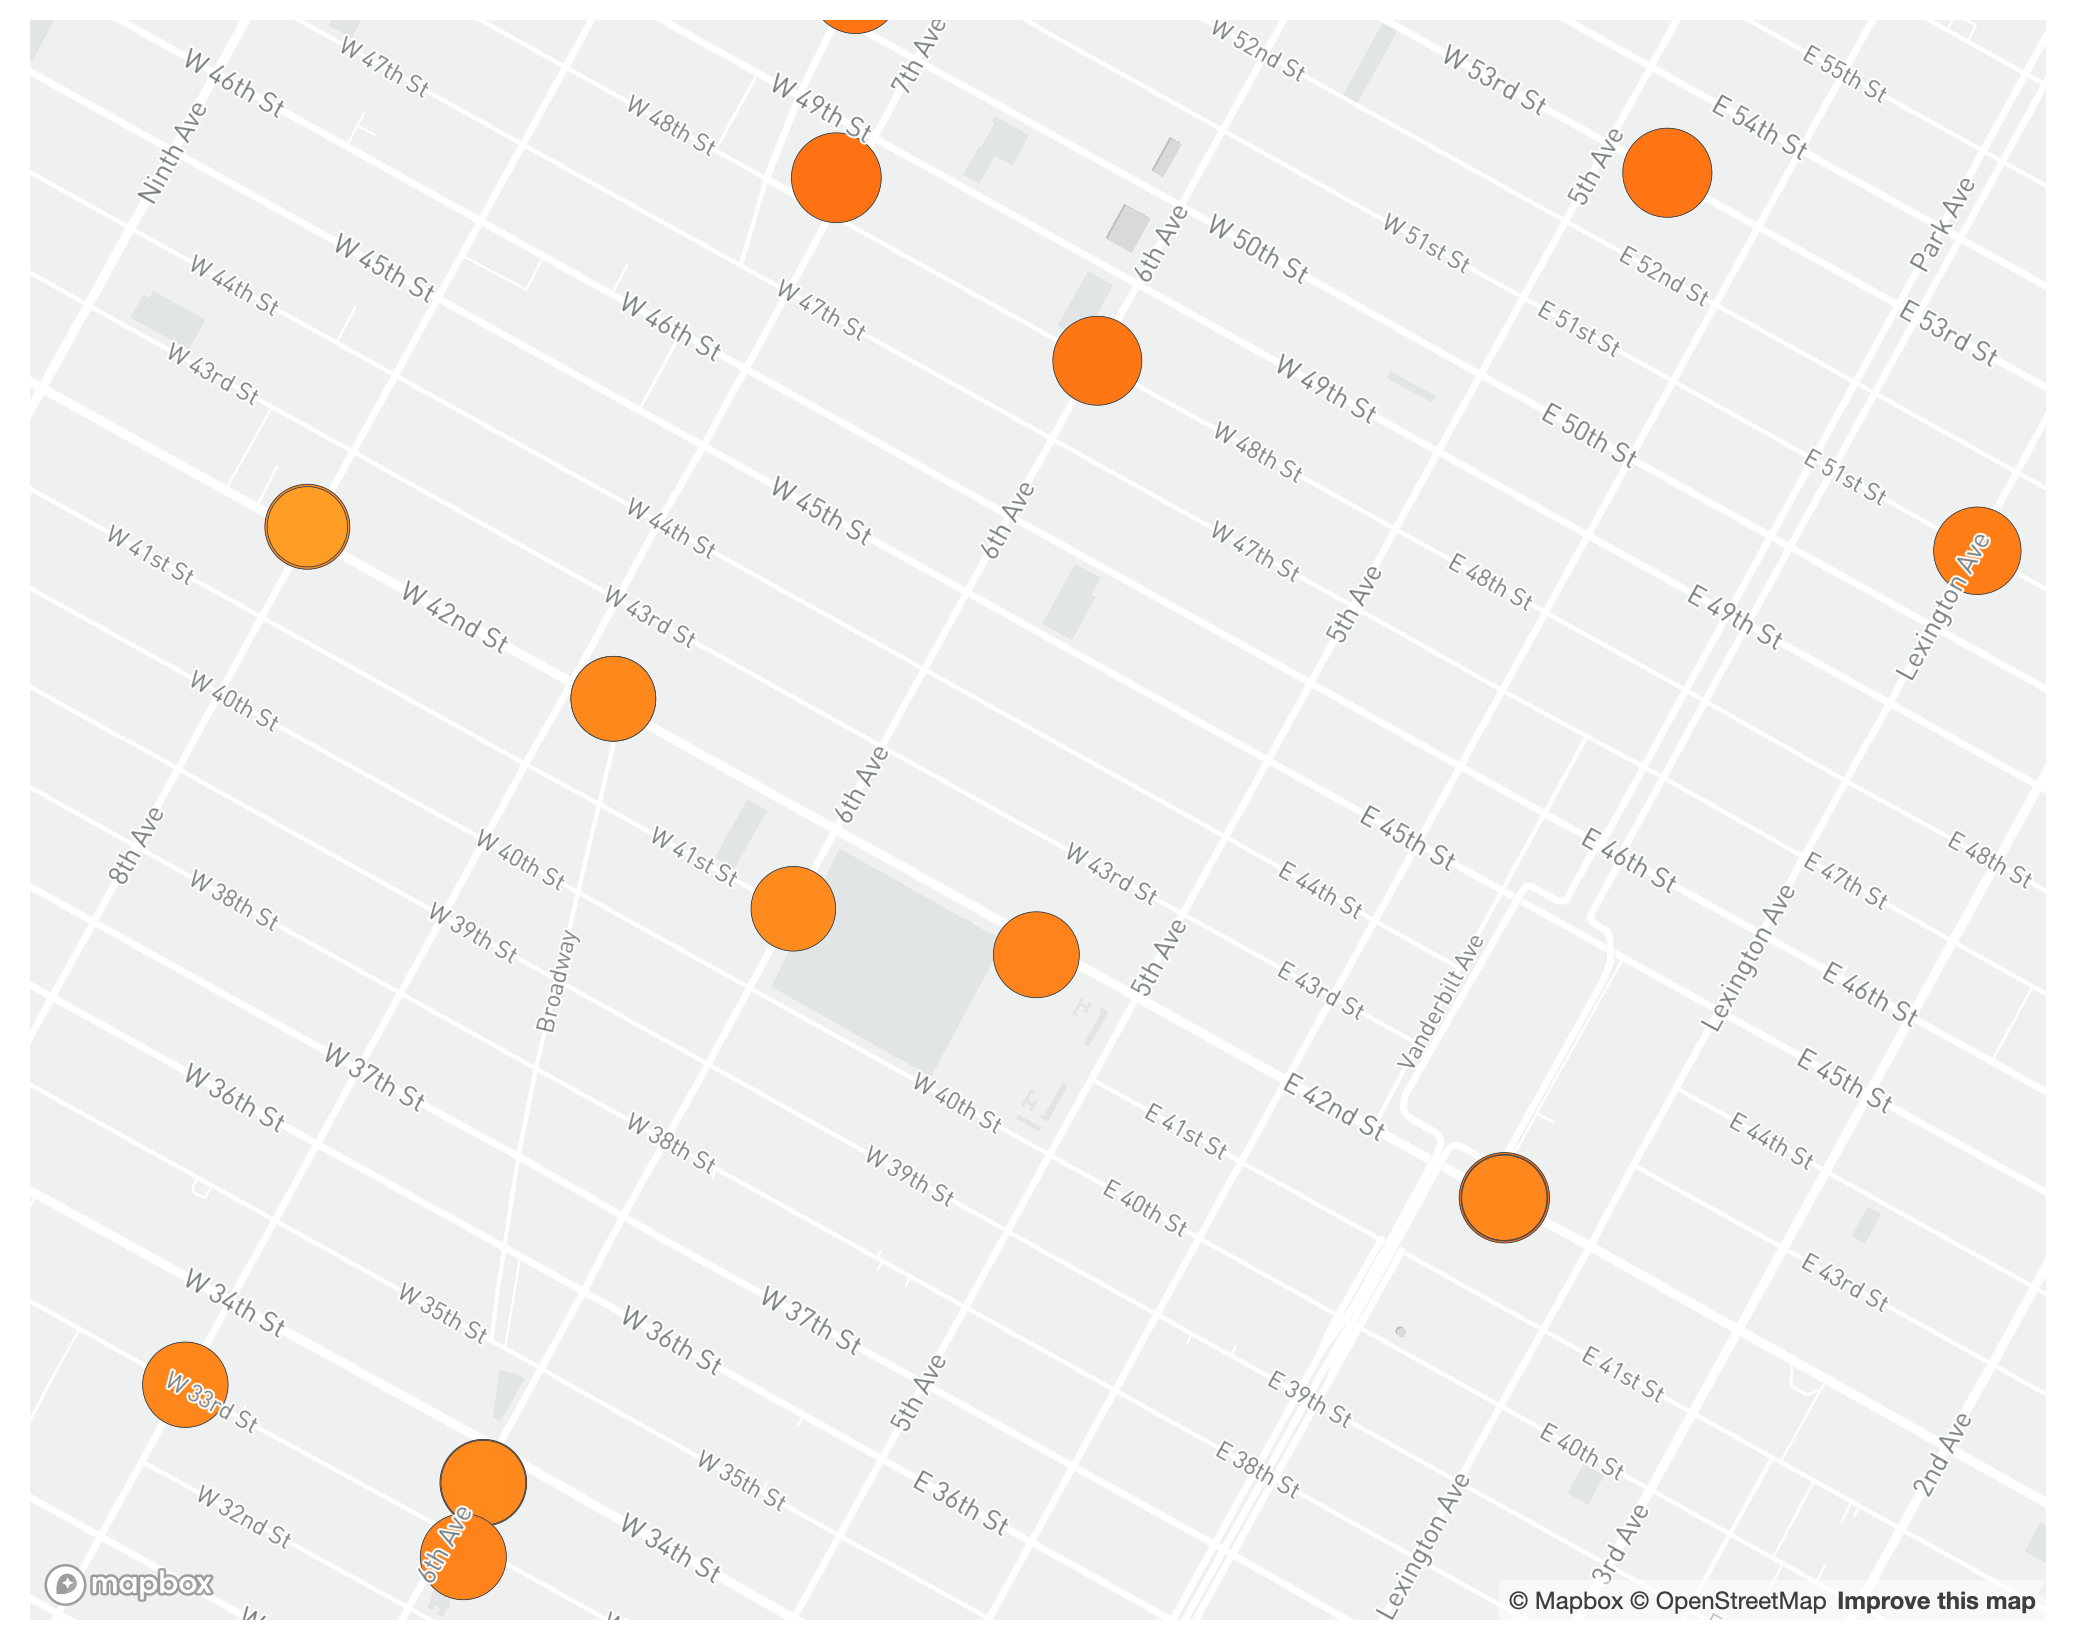 W 52nd St
W 53rd St
E 55th St
7th Ave
W 46th St
W 47th St
W 48th St
W 49th St
E 54th St
Ninth Ave
5th Ave
Park Ave
6th Ave
W 50th St
W 51st St
E 52nd St
W 45th St
W 44th St
W 46th St
W 47th St
E 51st St
E 53rd St
W 43rd St
W 49th St
W 48th St
E 50th St
E 51st St
W 41st St
W 44th St
W 45th St
6th Ave
W 47th St
5th Ave
E 48th St
Lexington Ave
W 42nd St
W 43rd St
E 49th St
W 40th St
6th Ave
8th Ave
W 40th St
W 41st St
W 43rd St
E 45th St
E 44th St
E 46th St
E 47th St
E 48th St
W 38th St
W 39th St
Broadway
5th Ave
E 43rd St
Vanderbilt Ave
Lexington Ave
E 46th St
W 36th St
W 37th St
W 38th St
W 40th St
E 41st St
E 42nd St
E 45th St
E 44th St
W 39th St
E 40th St
W 34th St
W 35th St
W 36th St
W 37th St
E 43rd St
W 33rd St
5th Ave
E 39th St
E 41st St
W 32nd St
6th Ave
W 34th St
W 35th St
E 36th St
E 38th St
Lexington Ave
E 40th St
3rd Ave
2nd Ave
mapbox
© Mapbox © OpenStreetMap Improve this map